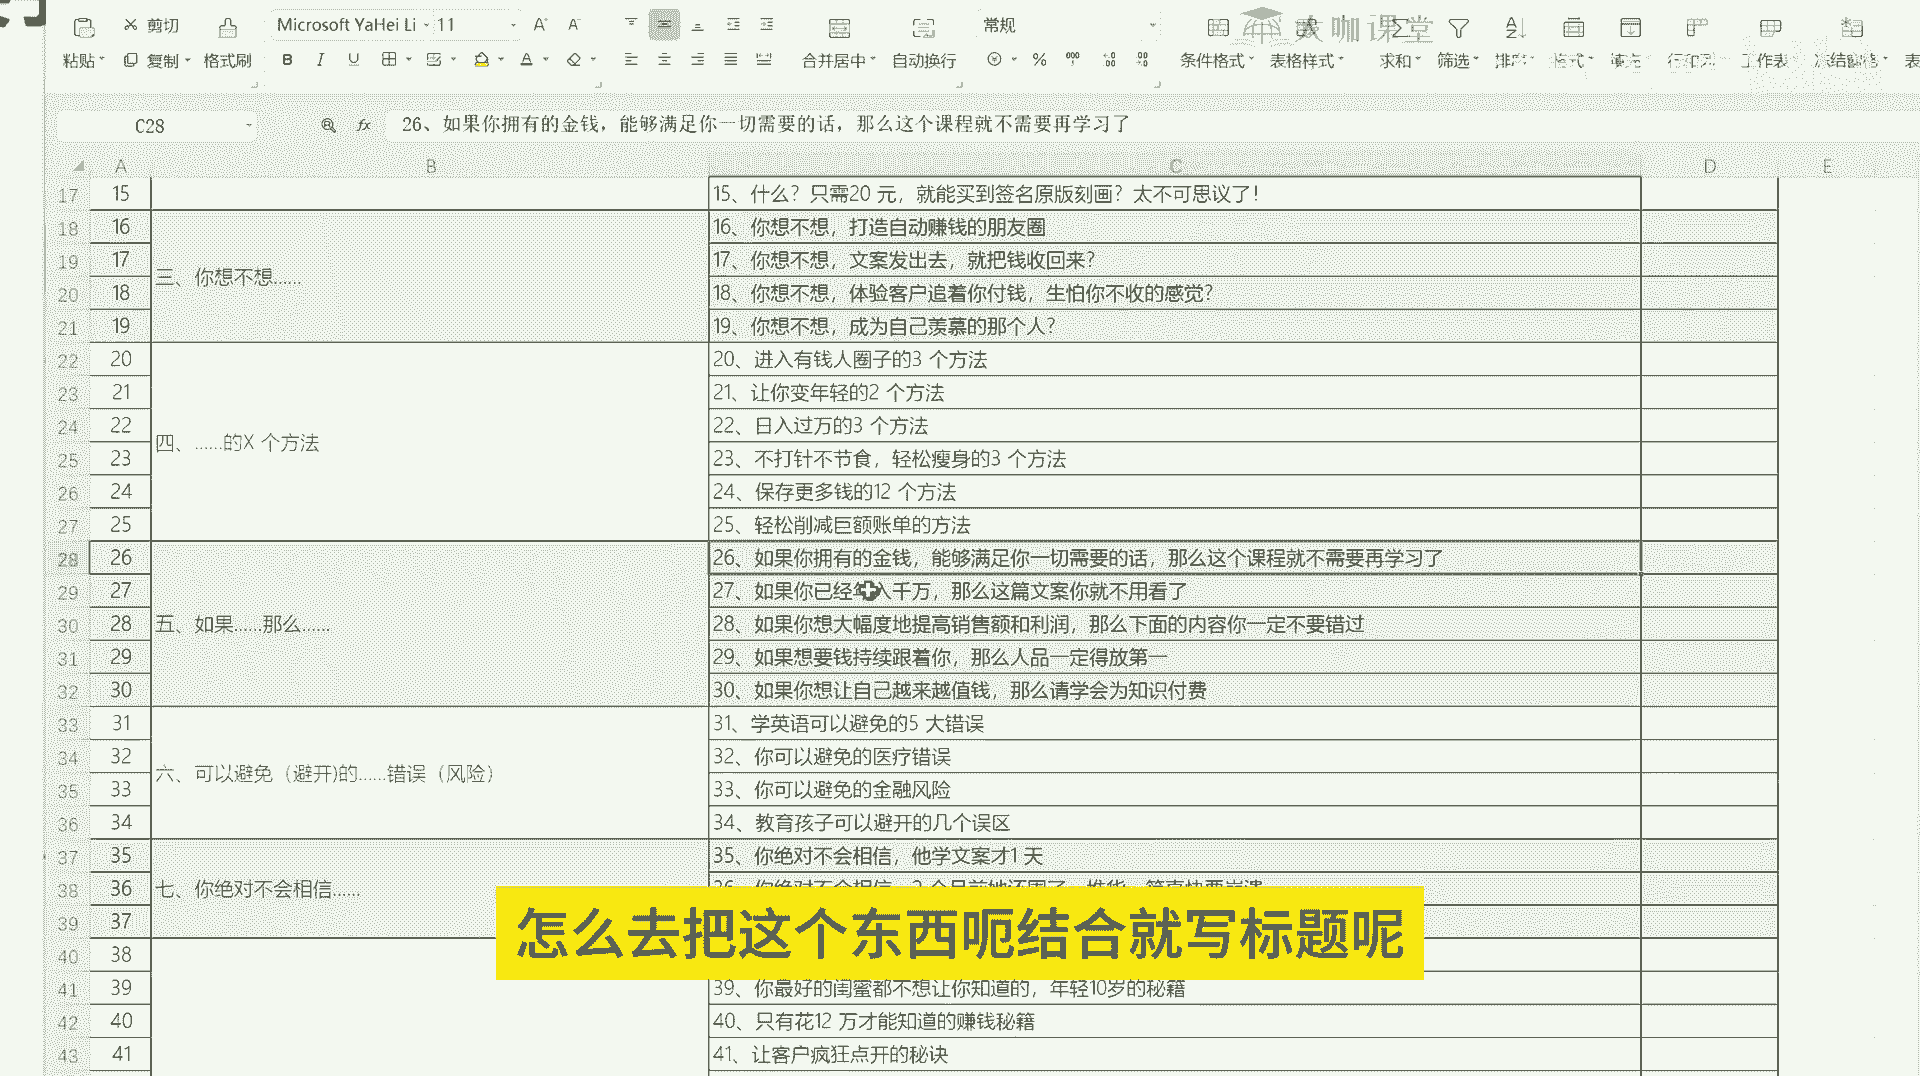 剪切
Microsoft YaHei Li
11
常规
大咖课堂
粘贴
复制
格式刷
B I U
A
合并居中
自动换行
%
条件格式
表格样式
求和
筛选
排序
格式
填充
行和列
工作表
冻结窗格
表
C28
fx
26、如果你拥有的金钱，能够满足你一切需要的话，那么这个课程就不需要再学习了
A B C D E
17 15 15、什么？只需20 元，就能买到签名原版刻画？太不可思议了！
18 16 16、你想不想，打造自动赚钱的朋友圈
19 17 17、你想不想，文案发出去，就把钱收回来？
三、你想不想......
20 18 18、你想不想，体验客户追着你付钱，生怕你不收的感觉？
21 19 19、你想不想，成为自己羡慕的那个人？
22 20 20、进入有钱人圈子的3 个方法
23 21 21、让你变年轻的2 个方法
24 22 22、日入过万的3 个方法
四、......的X 个方法
25 23 23、不打针不节食，轻松瘦身的3 个方法
26 24 24、保存更多钱的12 个方法
27 25 25、轻松削减巨额账单的方法
28 26 26、如果你拥有的金钱，能够满足你一切需要的话，那么这个课程就不需要再学习了
29 27 27、如果你已经年入千万，那么这篇文案你就不用看了
30 28 五、如果......那么...... 28、如果你想大幅度地提高销售额和利润，那么下面的内容你一定不要错过
31 29 29、如果想要钱持续跟着你，那么人品一定得放第一
32 30 30、如果你想让自己越来越值钱，那么请学会为知识付费
33 31 31、学英语可以避免的5 大错误
34 32 32、你可以避免的医疗错误
六、可以避免（避开)的......错误（风险）
35 33 33、你可以避免的金融风险
36 34 34、教育孩子可以避开的几个误区
37 35 35、你绝对不会相信，他学文案才1 天
38 36 七、你绝对不会相信......
39 37
怎么去把这个东西呃结合就写标题呢
40 38
41 39 39、你最好的闺蜜都不想让你知道的，年轻10岁的秘籍
42 40 40、只有花12 万才能知道的赚钱秘籍
43 41 41、让客户疯狂点开的秘诀